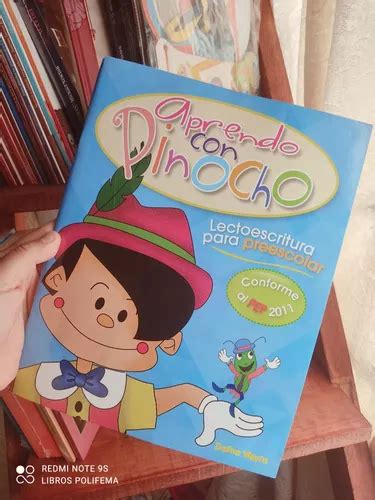 aprendo
con
Pinocho
Lectoescritura
para preescolar
Conforme
al PEP 2011
REDMI NOTE 9S
LIBROS POLIFEMA